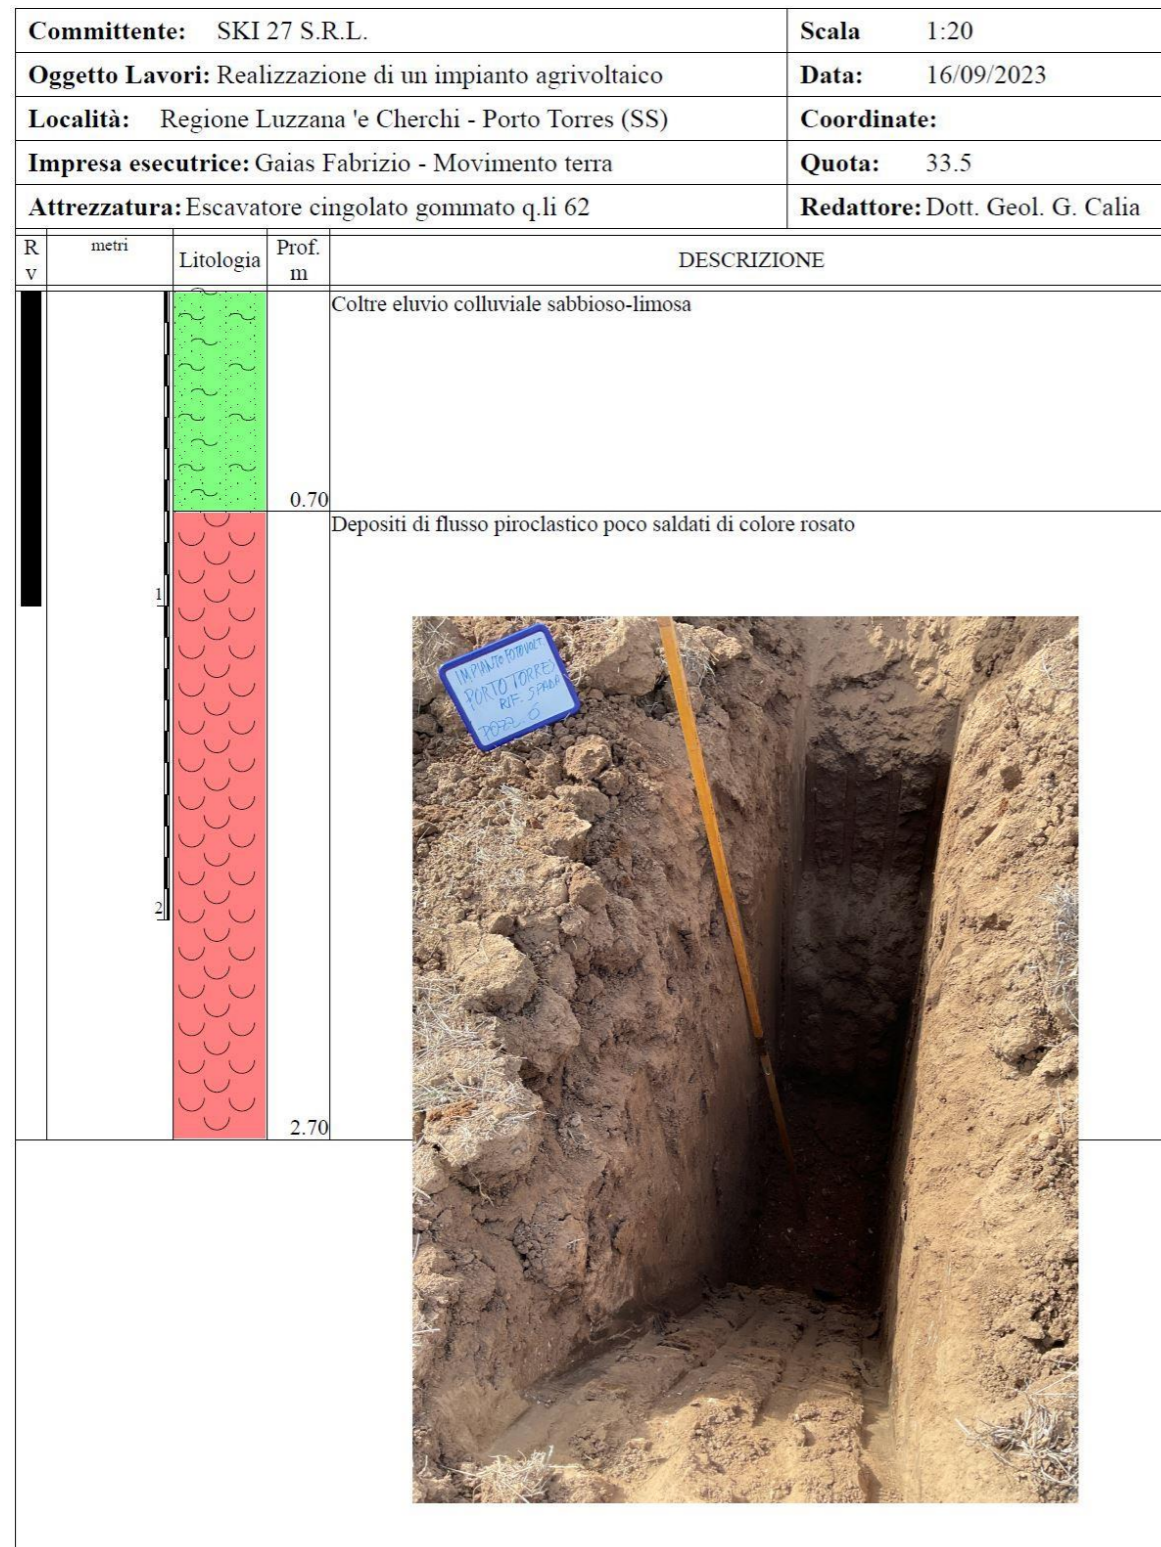 Committente: SKI 27 S.R.L. Scala 1:20
Oggetto Lavori: Realizzazione di un impianto agrivoltaico Data: 16/09/2023
Località: Regione Luzzana 'e Cherchi - Porto Torres (SS) Coordinate:
Impresa esecutrice: Gaias Fabrizio - Movimento terra Quota: 33.5
Attrezzatura: Escavatore cingolato gommato q.li 62 Redattore: Dott. Geol. G. Calia
R v metri Litologia Prof. m DESCRIZIONE
Coltre eluvio colluviale sabbioso-limosa
0.70
Depositi di flusso piroclastico poco saldati di colore rosato
1
IMPIANTO FOTOVOLT.
PORTO TORRES
RIF. SPADA
POZZ. 6
2
2.70